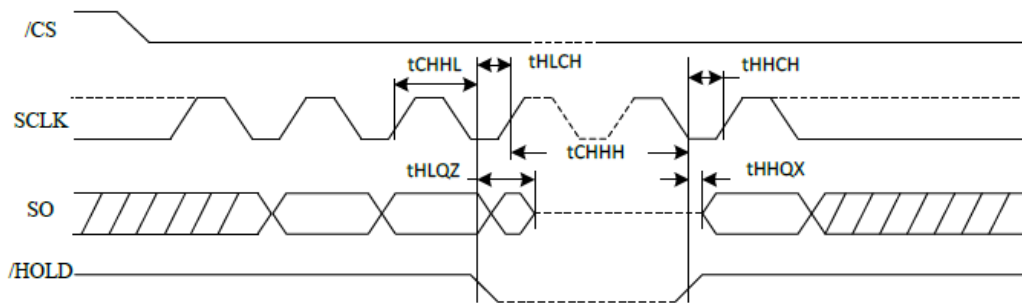 /CS
tCHHL
tHLCH
tHHCH
SCLK
tCHHH
tHLQZ
tHHQX
SO
/HOLD